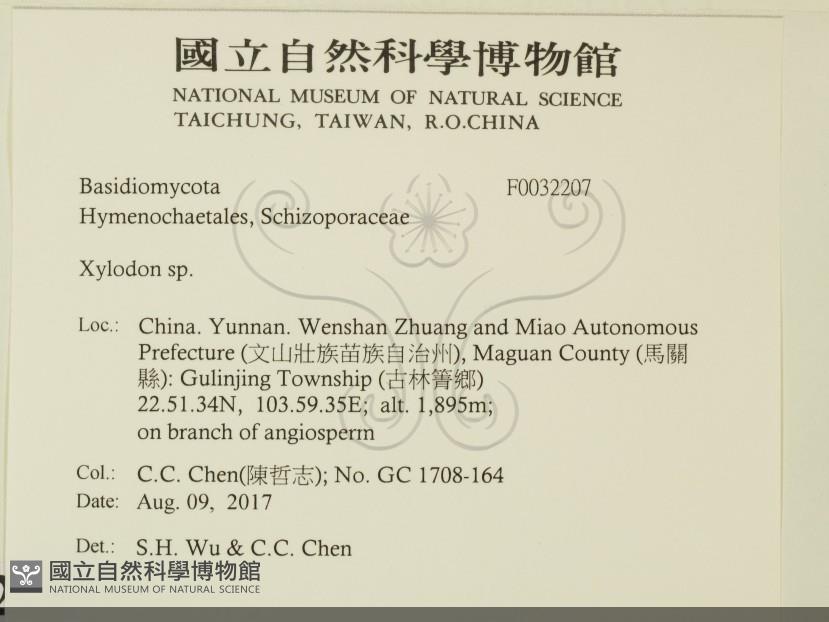 國立自然科學博物館
NATIONAL MUSEUM OF NATURAL SCIENCE
TAICHUNG, TAIWAN, R.O.CHINA
Basidiomycota F0032207
Hymenochaetales, Schizoporaceae
Xylodon sp.
Loc.: China. Yunnan. Wenshan Zhuang and Miao Autonomous
Prefecture (文山壯族苗族自治州), Maguan County (馬關
縣): Gulinjing Township (古林箐鄉)
22.51.34N, 103.59.35E; alt. 1,895m;
on branch of angiosperm
Col.: C.C. Chen(陳哲志); No. GC 1708-164
Date: Aug. 09, 2017
Det.: S.H. Wu & C.C. Chen
國立自然科學博物館
NATIONAL MUSEUM OF NATURAL SCIENCE